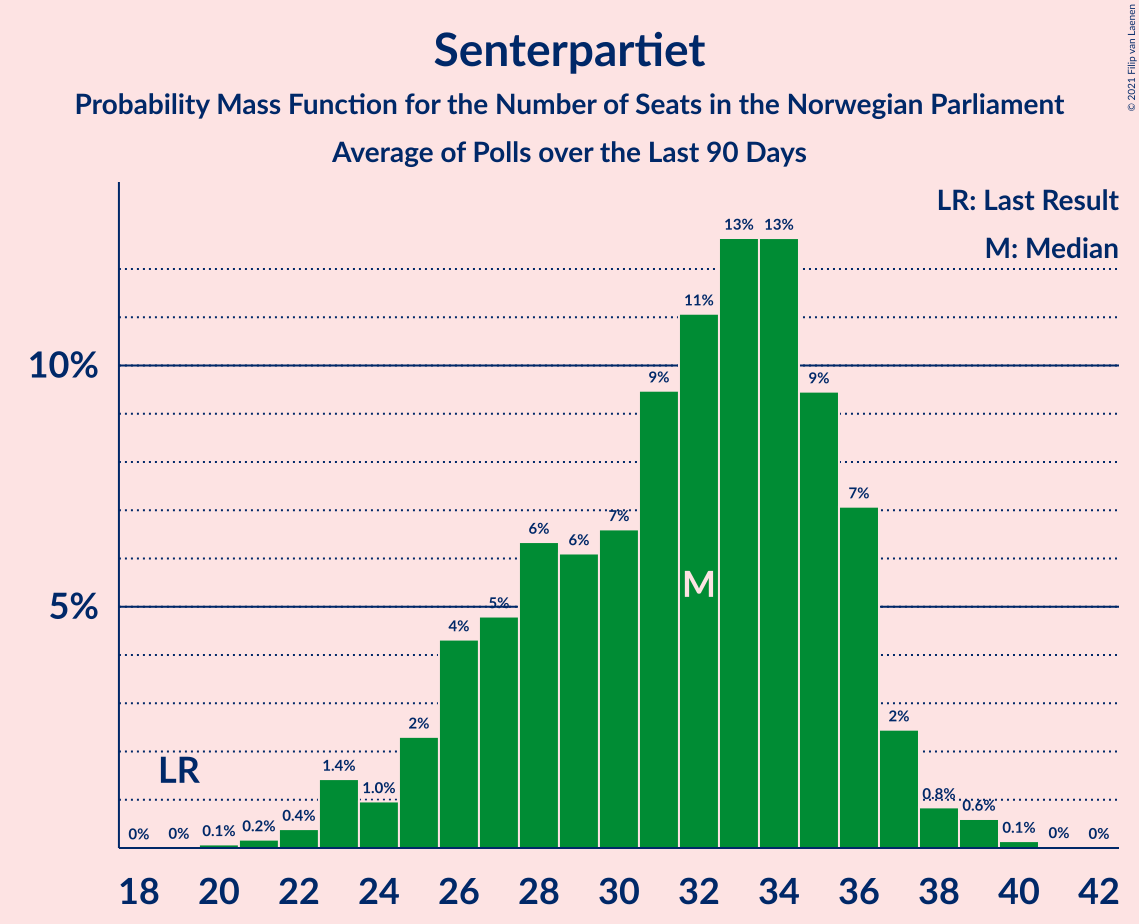 Senterpartiet
Probability Mass Function for the Number of Seats in the Norwegian Parliament
Average of Polls over the Last 90 Days
© 2021 Filip van Laenen
LR: Last Result
M: Median
10%
5%
0% 0% 0.1% 0.2% 0.4% 1.4% 1.0% 2% 4% 5% 6% 6% 7% 9% 11% 13% 13% 9% 7% 2% 0.8% 0.6% 0.1% 0% 0%
LR
M
18 20 22 24 26 28 30 32 34 36 38 40 42